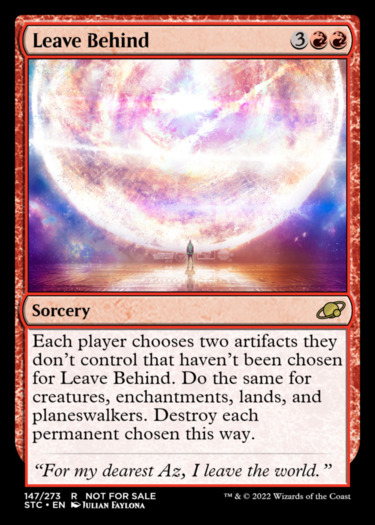 Leave Behind 3
Sorcery
Each player chooses two artifacts they
don't control that haven't been chosen
for Leave Behind. Do the same for
creatures, enchantments, lands, and
planeswalkers. Destroy each
permanent chosen this way.
“For my dearest Az, I leave the world.”
147/273 R NOT FOR SALE
STC • EN Julian Faylona
™ & © 2022 Wizards of the Coast